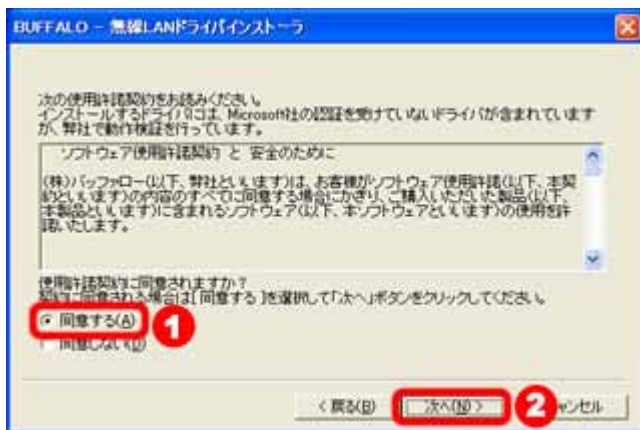 BUFFALO － 無線LANドライバインストーラ
次の使用許諾契約をお読みください。
インストールするドライバには、Microsoft社の認証を受けていないドライバが含まれています
が、弊社で動作検証を行っています。
ソフトウェア使用許諾契約 と 安全のために
(株)バッファロー(以下、弊社といいます)は、お客様がソフトウェア使用許諾(以下、本契
約といいます)の内容のすべてに同意する場合にかぎり、ご購入いただいた製品(以下、
本製品といいます)に含まれるソフトウェア(以下、本ソフトウェアといいます)の使用を許
諾いたします。
使用許諾契約に同意されますか？
契約に同意される場合は[同意する]を選択して「次へ」ボタンをクリックしてください。
同意する(A)
1
同意しない(D)
< 戻る(B)
次へ(N) >
2
ャンセル